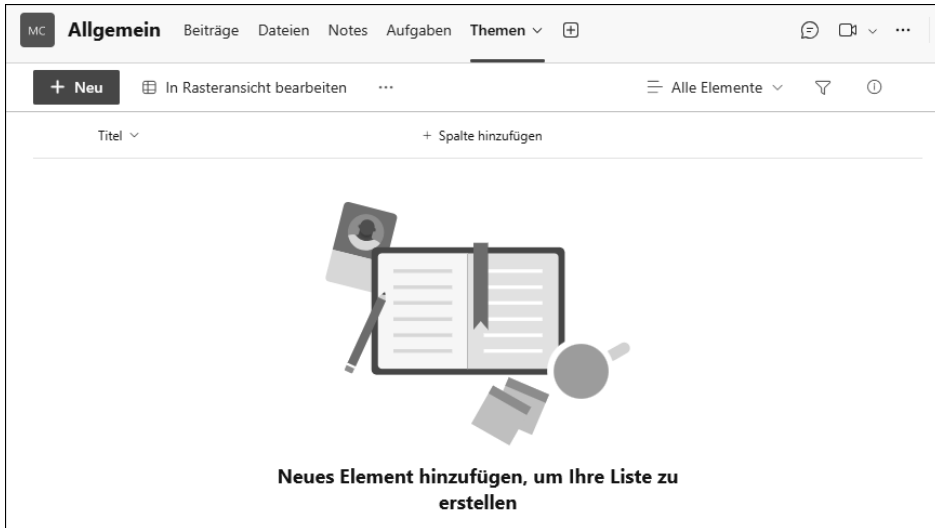 MC Allgemein Beiträge Dateien Notes Aufgaben Themen
+ Neu In Rasteransicht bearbeiten ... Alle Elemente
Titel + Spalte hinzufügen
Neues Element hinzufügen, um Ihre Liste zu
erstellen